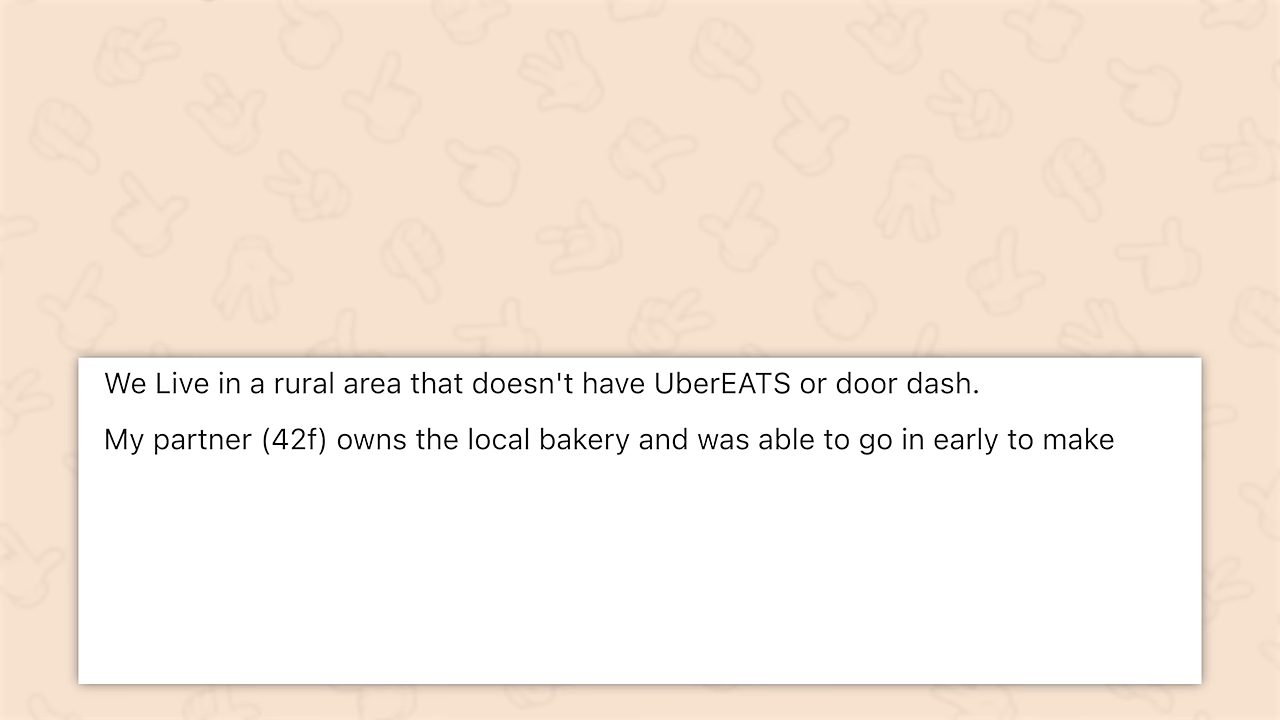 We Live in a rural area that doesn't have UberEATS or door dash.
My partner (42f) owns the local bakery and was able to go in early to make